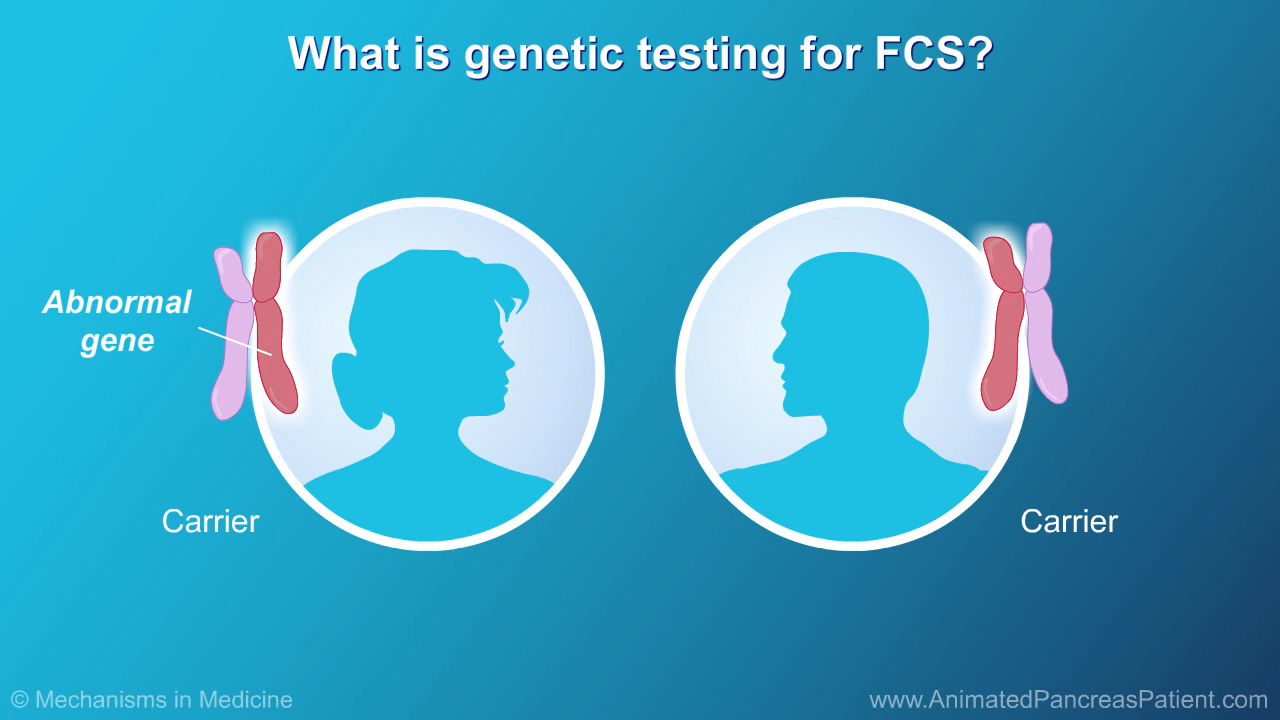 What is genetic testing for FCS?
Abnormal
gene
Carrier
Carrier
© Mechanisms in Medicine
www.AnimatedPancreasPatient.com